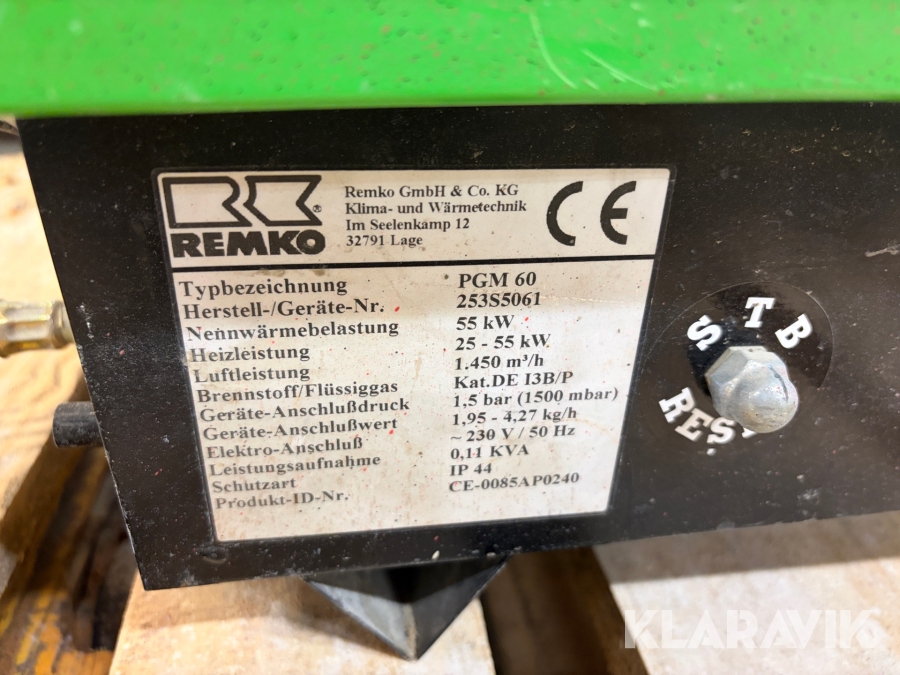 REMKO
Remko GmbH & Co. KG
Klima- und Wärmetechnik
Im Seelenkamp 12
32791 Lage
CE
Typbezeichnung PGM 60
Herstell-/Geräte-Nr. 253S5061
Nennwärmebelastung 55 kW
Heizleistung 25 - 55 kW
Luftleistung 1.450 m³/h
Brennstoff/Flüssiggas Kat.DE I3B/P
Geräte-Anschlußdruck 1,5 bar (1500 mbar)
Geräte-Anschlußwert 1,95 - 4,27 kg/h
Elektro-Anschluß ~ 230 V / 50 Hz
Leistungsaufnahme 0,11 KVA
Schutzart IP 44
Produkt-ID-Nr. CE-0085AP0240
STB
KLARAVIK